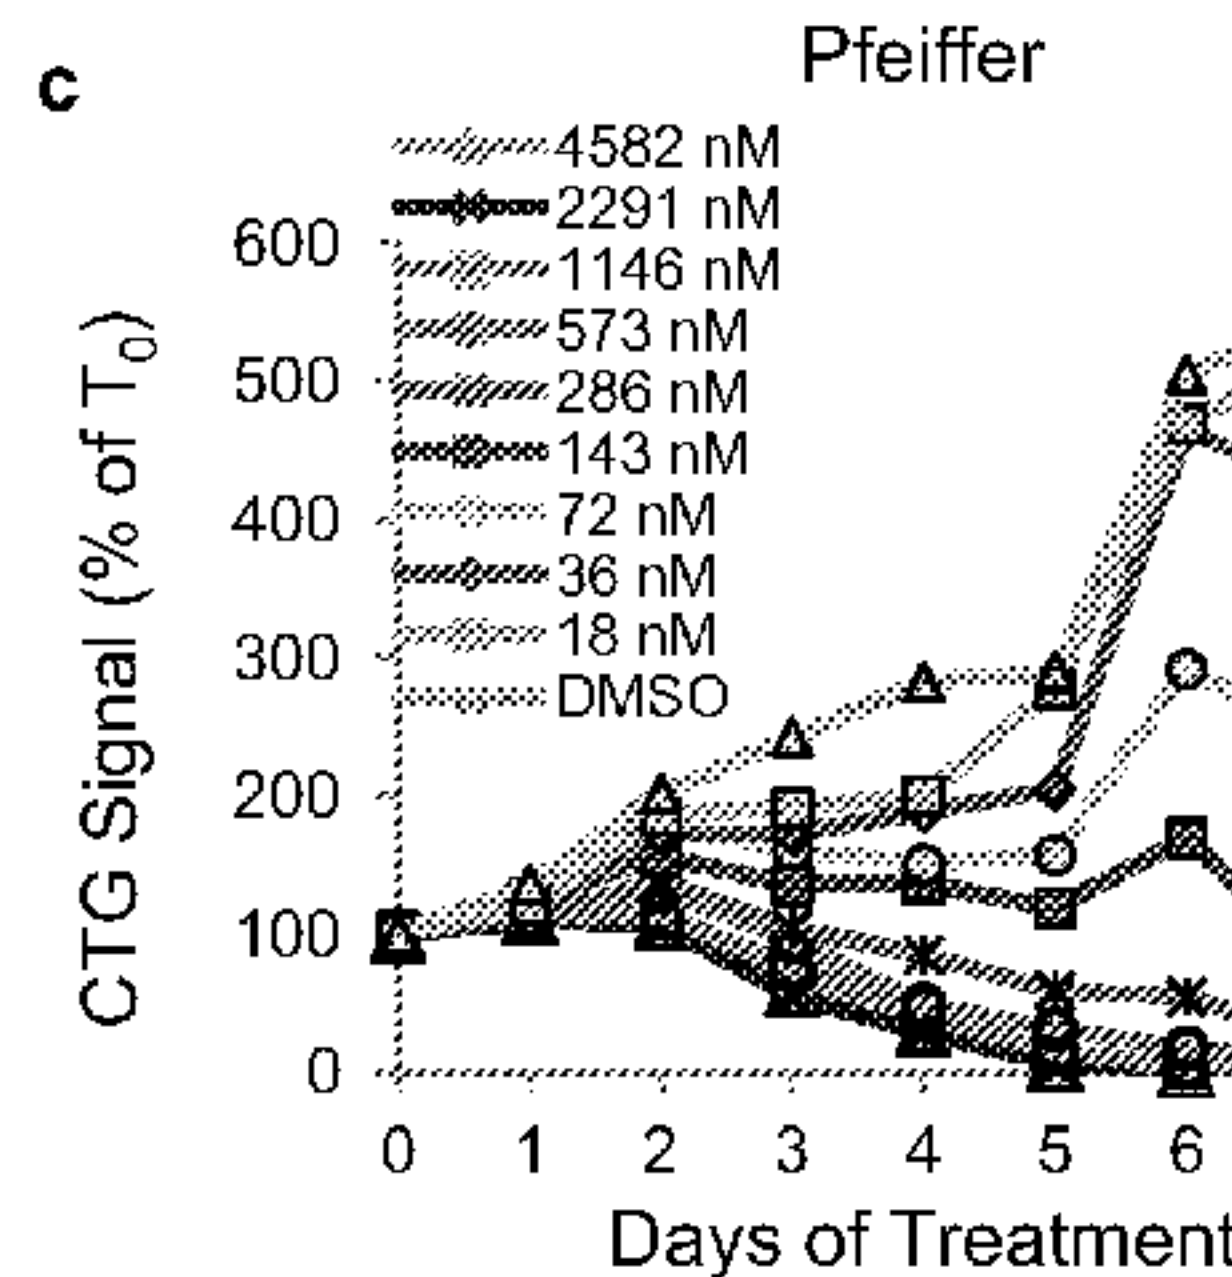 c
Pfeiffer
4582 nM
2291 nM
1146 nM
573 nM
286 nM
143 nM
72 nM
36 nM
18 nM
DMSO
CTG Signal (% of T0)
600
500
400
300
200
100
0
0 1 2 3 4 5 6
Days of Treatment